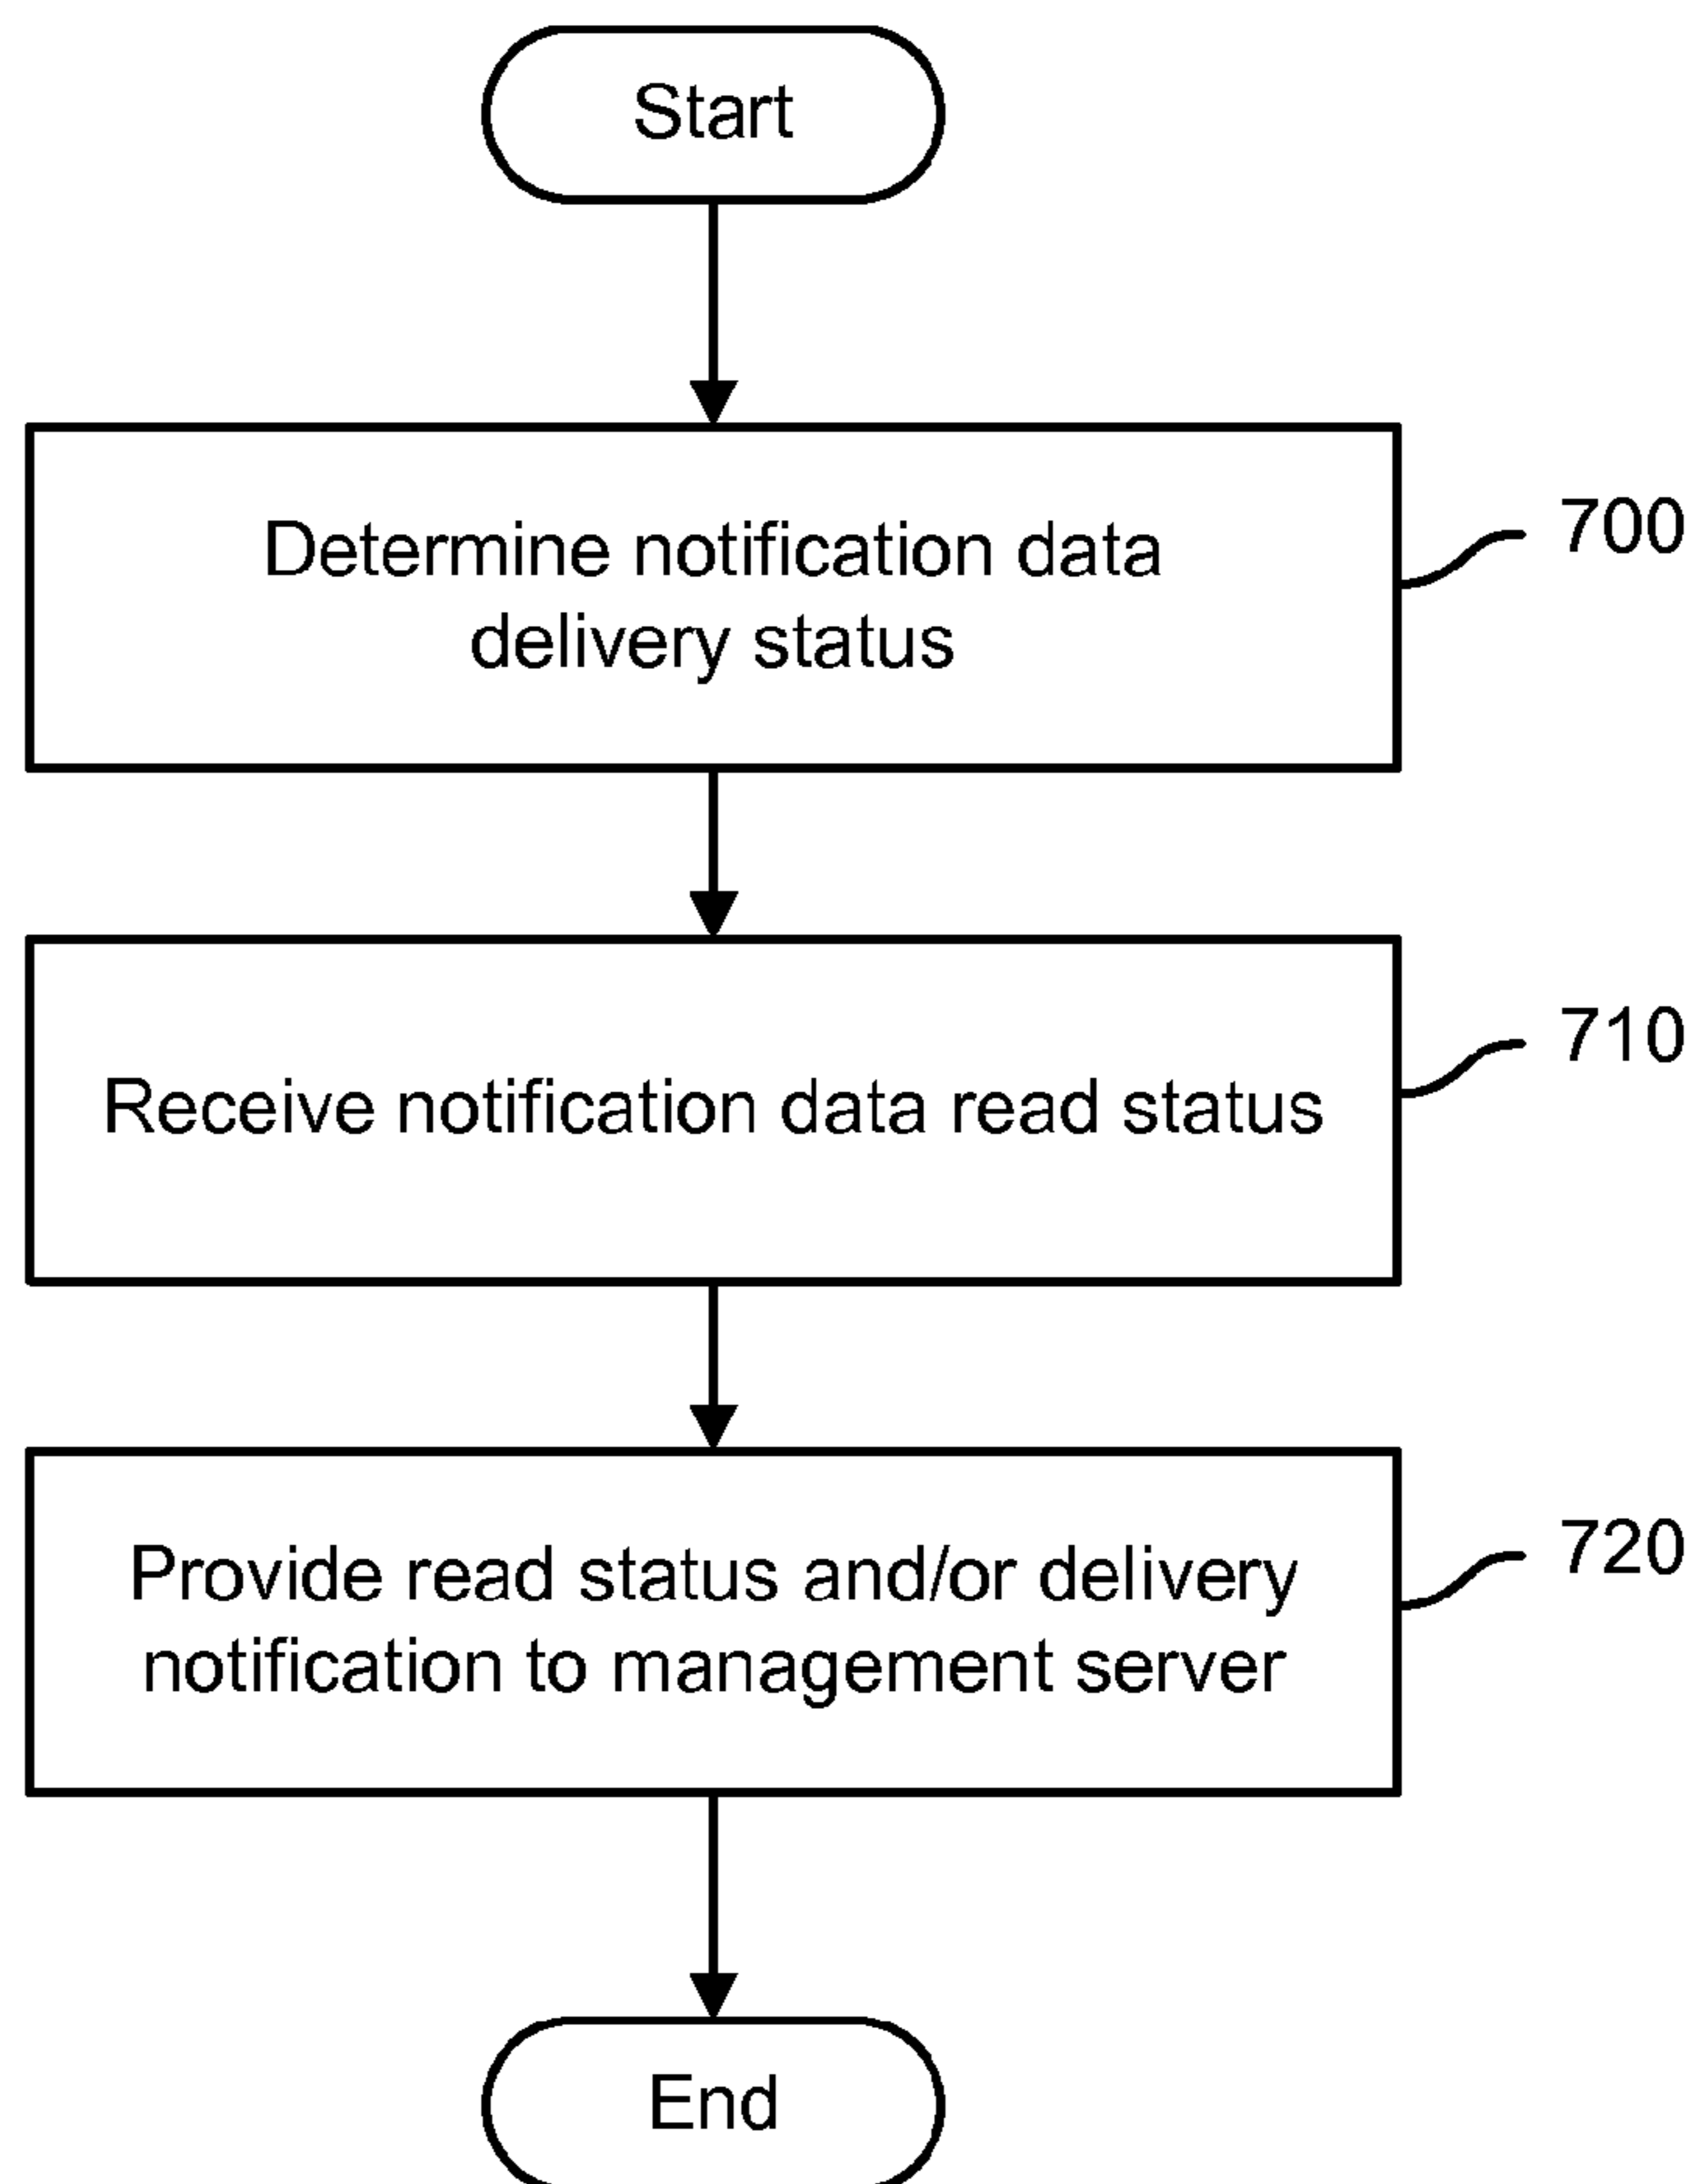 Start
Determine notification data
delivery status
700
Receive notification data read status
710
Provide read status and/or delivery
notification to management server
720
End